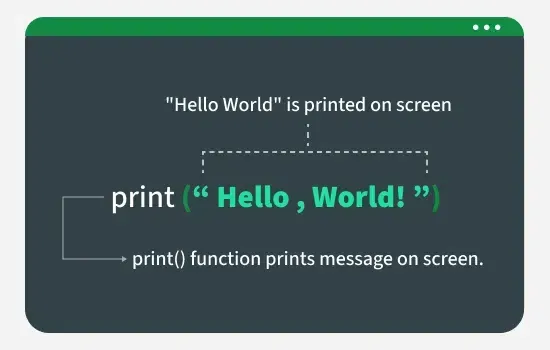 "Hello World" is printed on screen
print (“ Hello , World! ”)
print() function prints message on screen.